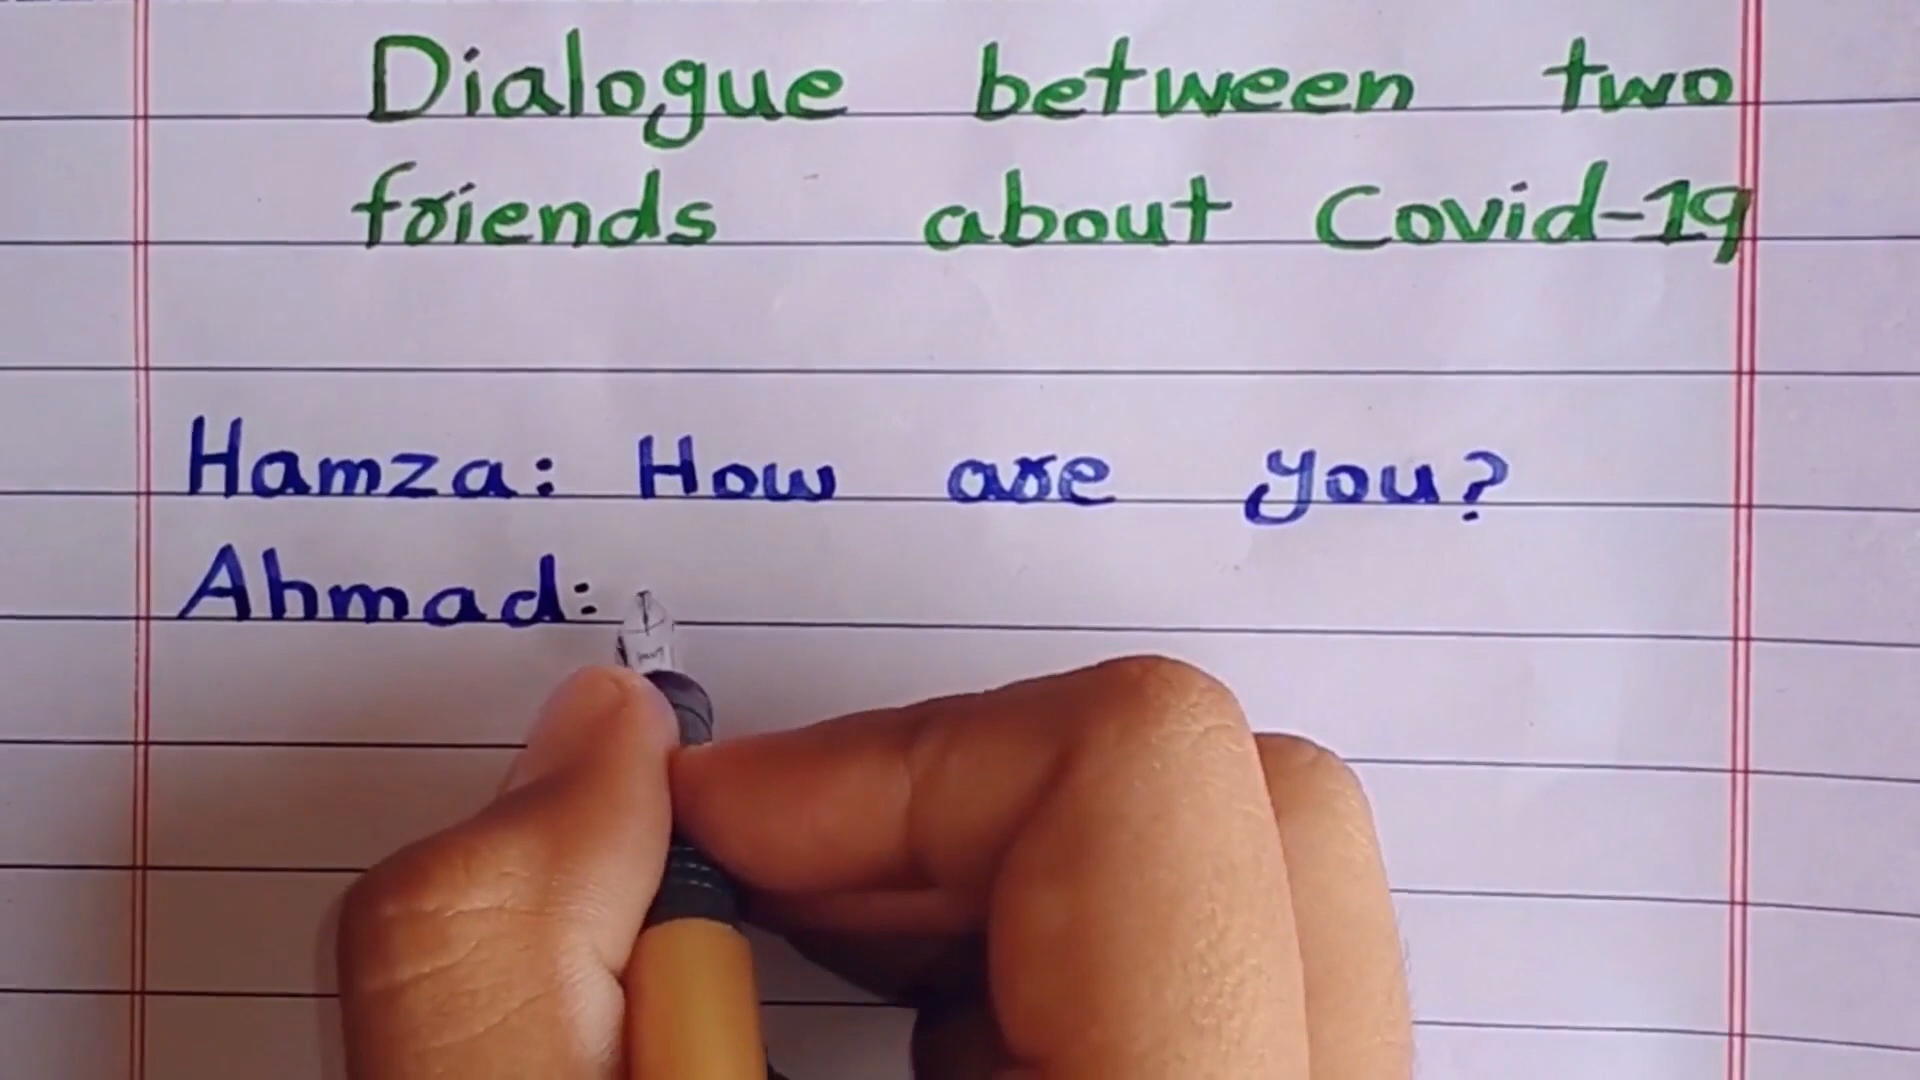 Dialogue between two
friends about Covid-19
Hamza: How are you?
Ahmad: